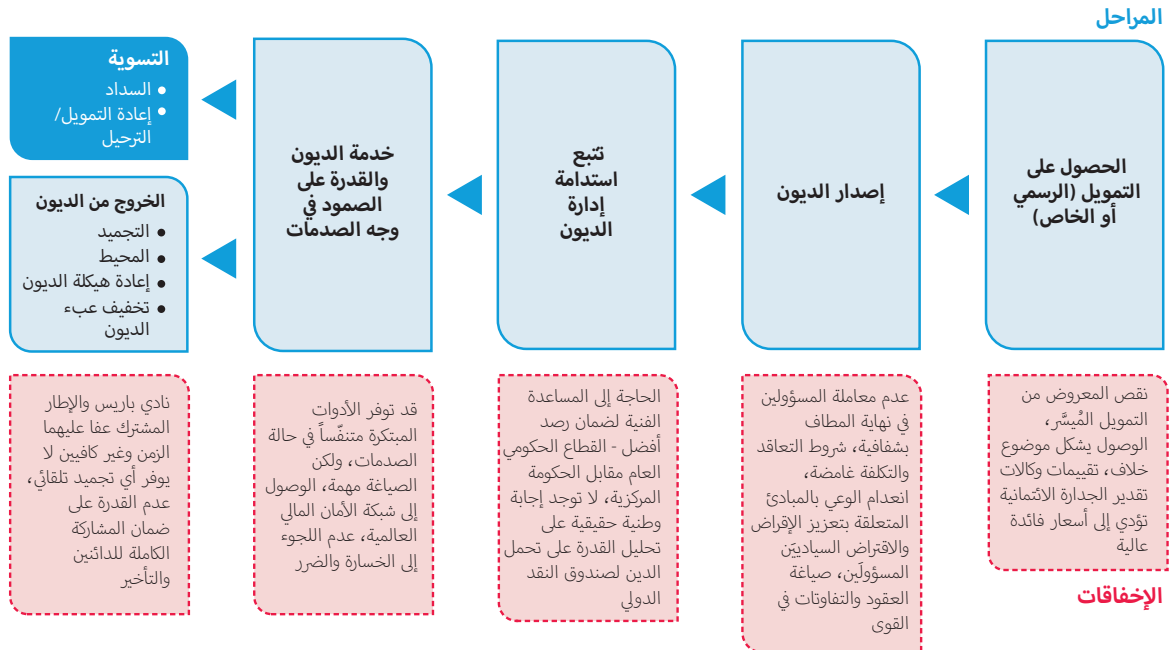 المراحل
الحصول على
التمويل (الرسمي
أو الخاص)
إصدار الديون
تتبع
استدامة
إدارة
الديون
خدمة الديون
والقدرة على
الصمود في
وجه الصدمات
التسوية
• السداد
• إعادة التمويل/
الترحيل
الخروج من الديون
• التجميد
• المحيط
• إعادة هيكلة الديون
• تخفيف عبء
الديون
نقص المعروض من
التمويل المُيسَّر،
الوصول يشكل موضوع
خلاف، تقييمات وكالات
تقدير الجدارة الائتمانية
تؤدي إلى أسعار فائدة
عالية
عدم معاملة المسؤولين
في نهاية المطاف
بشفافية، شروط التعاقد
والتكلفة غامضة،
انعدام الوعي بالمبادئ
المتعلقة بتعزيز الإقراض
والاقتراض السياديَين
المسؤولَين، صياغة
العقود والتفاوتات في
القوى
الحاجة إلى المساعدة
الفنية لضمان رصد
أفضل - القطاع الحكومي
العام مقابل الحكومة
المركزية، لا توجد إجابة
وطنية حقيقية على
تحليل القدرة على تحمل
الدين لصندوق النقد
الدولي
قد توفر الأدوات
المبتكرة متنفّساً في حالة
الصدمات، ولكن
الصياغة مهمة، الوصول
إلى شبكة الأمان المالي
العالمية، عدم اللجوء
إلى الخسارة والضرر
نادي باريس والإطار
المشترك عفا عليهما
الزمن وغير كافيين لا
يوفر أي تجميد تلقائي،
عدم القدرة على
ضمان المشاركة
الكاملة للدائنين
والتأخير
الإخفاقات